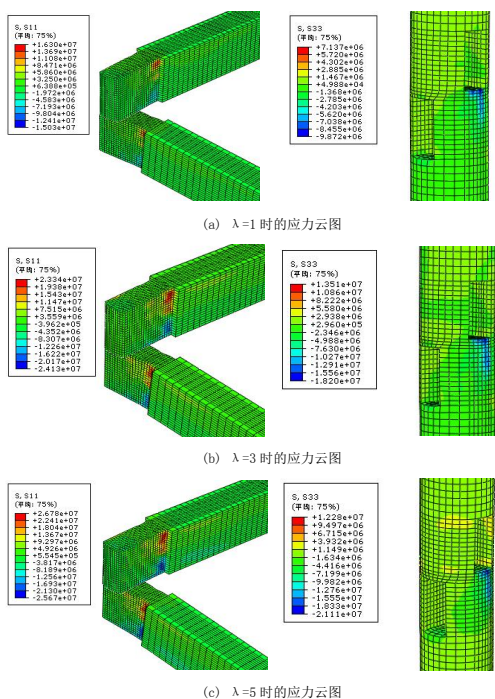 S, S11
(平均: 75%)
+1.630e+07
+1.369e+07
+1.108e+07
+8.471e+06
+5.860e+06
+3.250e+06
+6.388e+05
-1.972e+06
-4.583e+06
-7.193e+06
-9.804e+06
-1.241e+07
-1.503e+07
S, S33
(平均: 75%)
+7.137e+06
+5.720e+06
+4.302e+06
+2.885e+06
+1.467e+06
+4.988e+04
-1.368e+06
-2.785e+06
-4.203e+06
-5.620e+06
-7.038e+06
-8.455e+06
-9.872e+06
(a) λ=1 时的应力云图
S, S11
(平均: 75%)
+2.334e+07
+1.938e+07
+1.543e+07
+1.147e+07
+7.515e+06
+3.559e+06
-3.962e+05
-4.352e+06
-8.307e+06
-1.226e+07
-1.622e+07
-2.017e+07
-2.413e+07
S, S33
(平均: 75%)
+1.351e+07
+1.086e+07
+8.222e+06
+5.580e+06
+2.938e+06
+2.960e+05
-2.346e+06
-4.988e+06
-7.630e+06
-1.027e+07
-1.291e+07
-1.556e+07
-1.820e+07
(b) λ=3 时的应力云图
S, S11
(平均: 75%)
+2.678e+07
+2.241e+07
+1.804e+07
+1.367e+07
+9.297e+06
+4.926e+06
+5.545e+05
-3.817e+06
-8.189e+06
-1.256e+07
-1.693e+07
-2.130e+07
-2.567e+07
S, S33
(平均: 75%)
+1.228e+07
+9.497e+06
+6.715e+06
+3.932e+06
+1.149e+06
-1.634e+06
-4.416e+06
-7.199e+06
-9.982e+06
-1.276e+07
-1.555e+07
-1.833e+07
-2.111e+07
(c) λ=5 时的应力云图